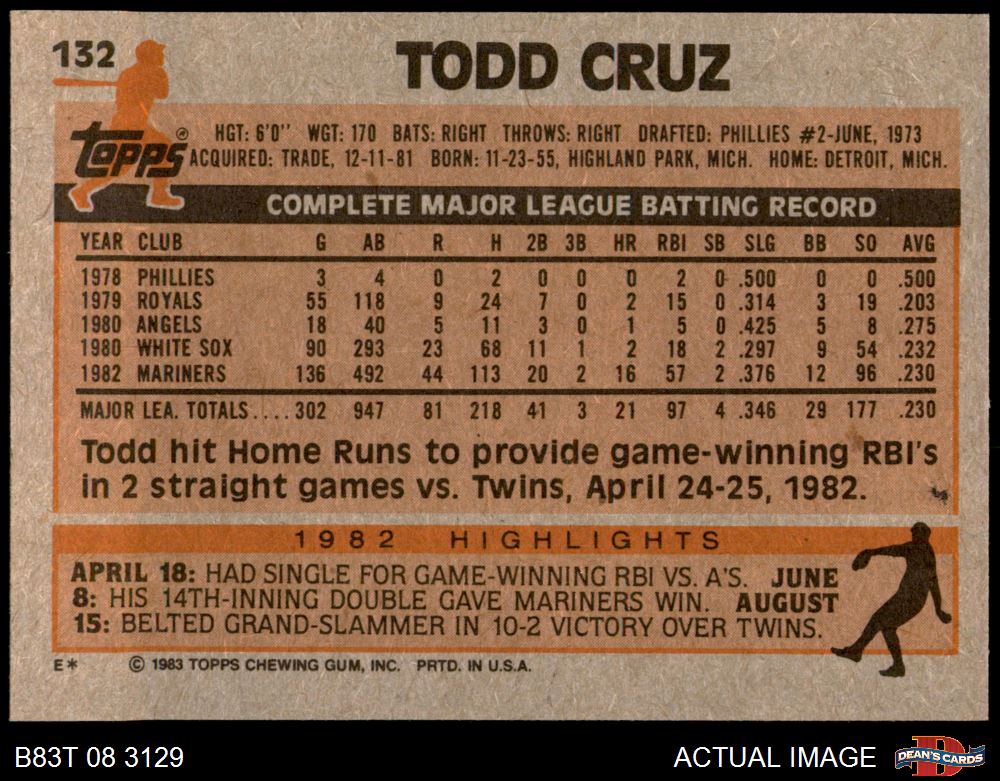 132
TODD CRUZ
Topps®
HGT: 6'0" WGT: 170 BATS: RIGHT THROWS: RIGHT DRAFTED: PHILLIES #2-JUNE, 1973
ACQUIRED: TRADE, 12-11-81 BORN: 11-23-55, HIGHLAND PARK, MICH. HOME: DETROIT, MICH.
COMPLETE MAJOR LEAGUE BATTING RECORD
YEAR CLUB G AB R H 2B 3B HR RBI SB SLG BB SO AVG
1978 PHILLIES 3 4 0 2 0 0 0 2 0 .500 0 0 .500
1979 ROYALS 55 118 9 24 7 0 2 15 0 .314 3 19 .203
1980 ANGELS 18 40 5 11 3 0 1 5 0 .425 5 8 .275
1980 WHITE SOX 90 293 23 68 11 1 2 18 2 .297 9 54 .232
1982 MARINERS 136 492 44 113 20 2 16 57 2 .376 12 96 .230
MAJOR LEA. TOTALS....302 947 81 218 41 3 21 97 4 .346 29 177 .230
Todd hit Home Runs to provide game-winning RBI's
in 2 straight games vs. Twins, April 24-25, 1982.
1982 HIGHLIGHTS
APRIL 18: HAD SINGLE FOR GAME-WINNING RBI VS. A'S. JUNE
8: HIS 14TH-INNING DOUBLE GAVE MARINERS WIN. AUGUST
15: BELTED GRAND-SLAMMER IN 10-2 VICTORY OVER TWINS.
E* © 1983 TOPPS CHEWING GUM, INC. PRTD. IN U.S.A.
B83T 08 3129
ACTUAL IMAGE
D
DEAN'S CARDS